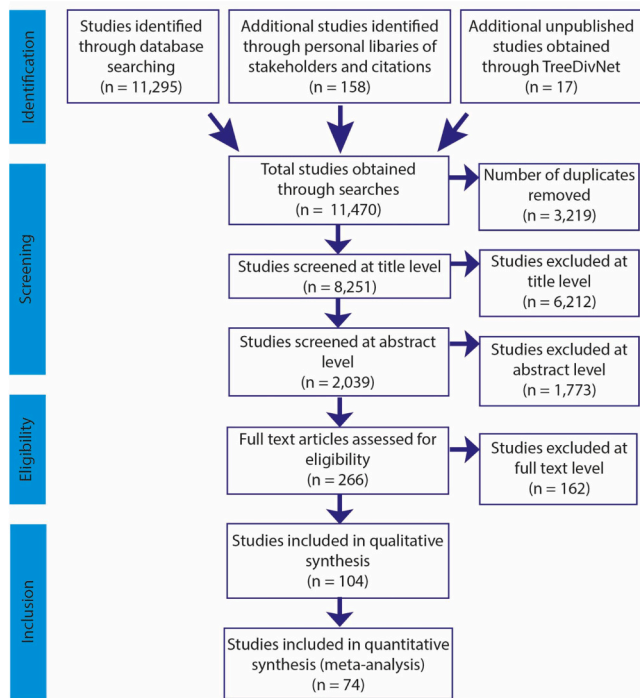 Identification
Studies identified
through database
searching
(n = 11,295)
Additional studies identified
through personal libaries of
stakeholders and citations
(n = 158)
Additional unpublished
studies obtained
through TreeDivNet
(n = 17)
Screening
Total studies obtained
through searches
(n = 11,470)
Number of duplicates
removed
(n = 3,219)
Studies screened at title level
(n = 8,251)
Studies excluded at
title level
(n = 6,212)
Studies screened at abstract
level
(n = 2,039)
Studies excluded at
abstract level
(n = 1,773)
Eligibility
Full text articles assessed for
eligibility
(n = 266)
Studies excluded at
full text level
(n = 162)
Inclusion
Studies included in qualitative
synthesis
(n = 104)
Studies included in quantitative
synthesis (meta-analysis)
(n = 74)